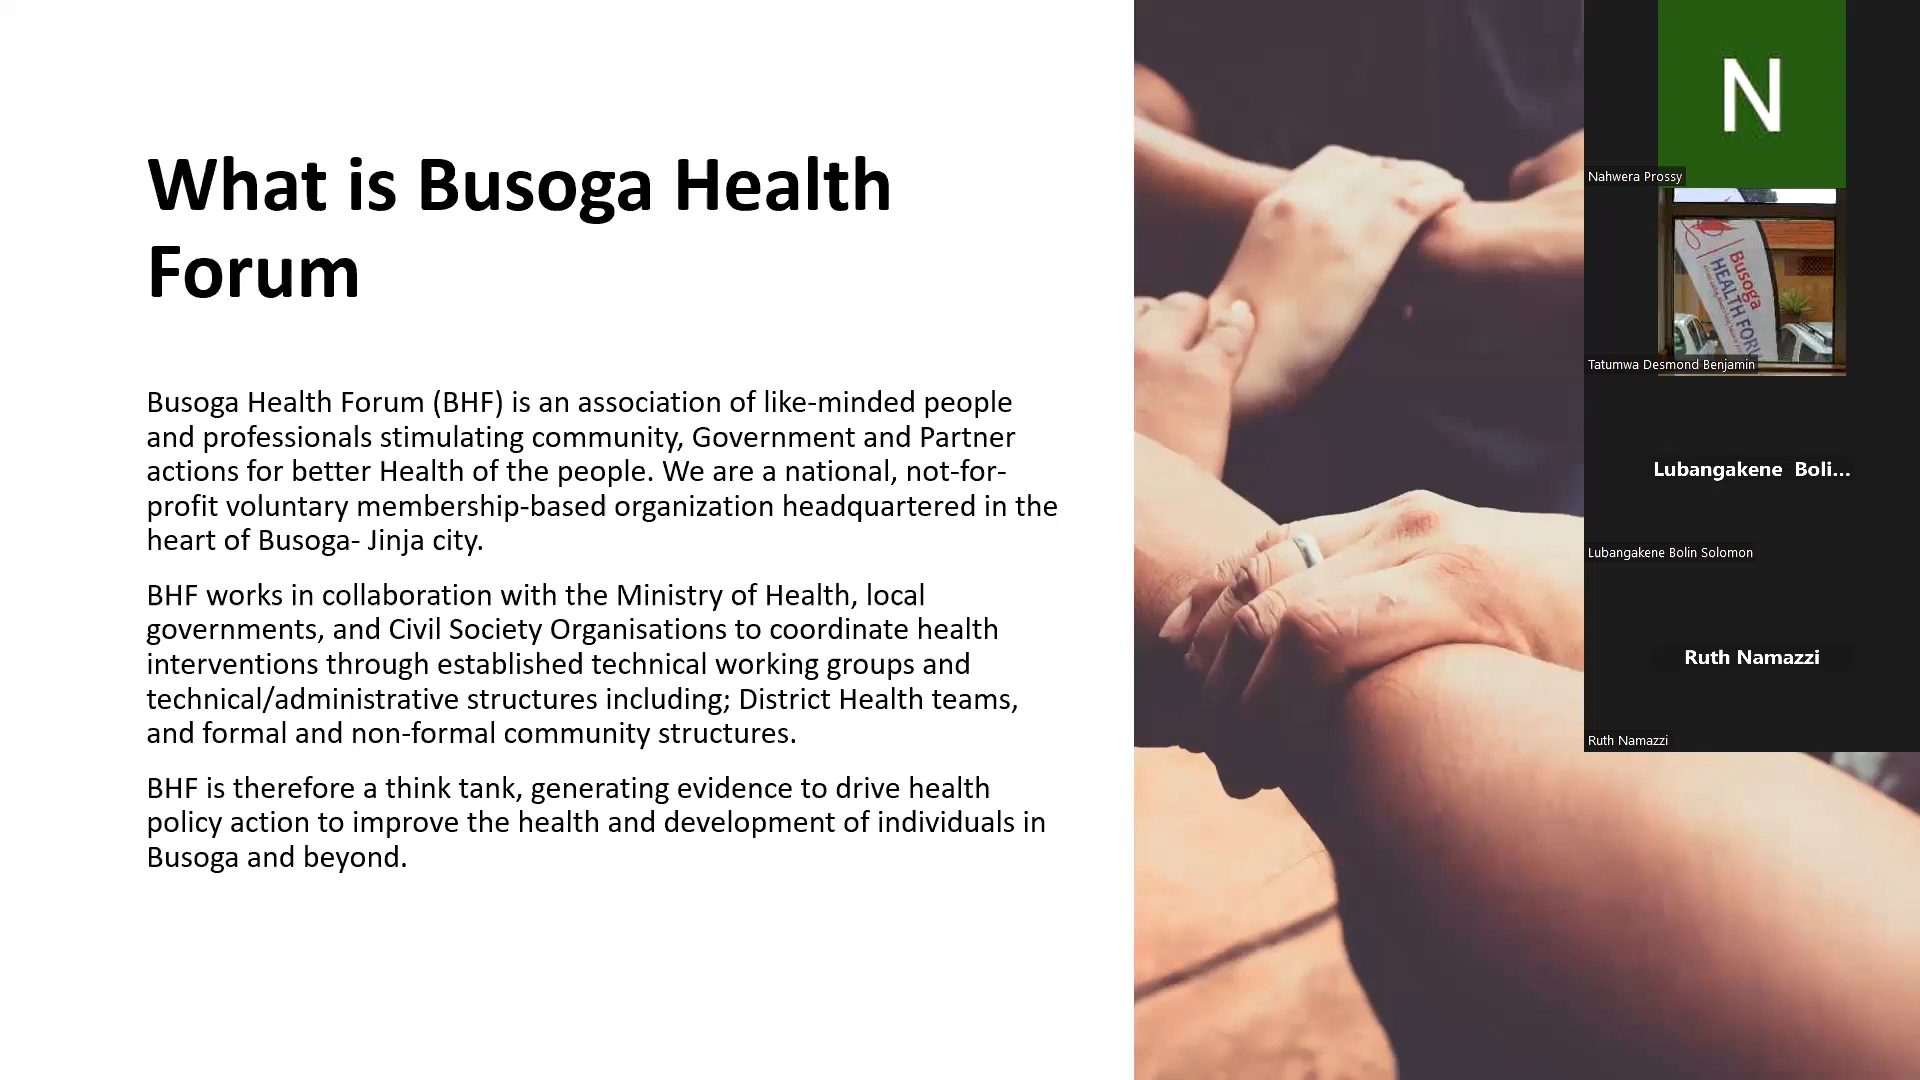 What is Busoga Health
Forum
Busoga Health Forum (BHF) is an association of like-minded people
and professionals stimulating community, Government and Partner
actions for better Health of the people. We are a national, not-for-
profit voluntary membership-based organization headquartered in the
heart of Busoga- Jinja city.
BHF works in collaboration with the Ministry of Health, local
governments, and Civil Society Organisations to coordinate health
interventions through established technical working groups and
technical/administrative structures including; District Health teams,
and formal and non-formal community structures.
BHF is therefore a think tank, generating evidence to drive health
policy action to improve the health and development of individuals in
Busoga and beyond.
N
Nahwera Prossy
Busoga
HEALTH FORU
Tatumwa Desmond Benjamin
Lubangakene Boli...
Lubangakene Bolin Solomon
Ruth Namazzi
Ruth Namazzi